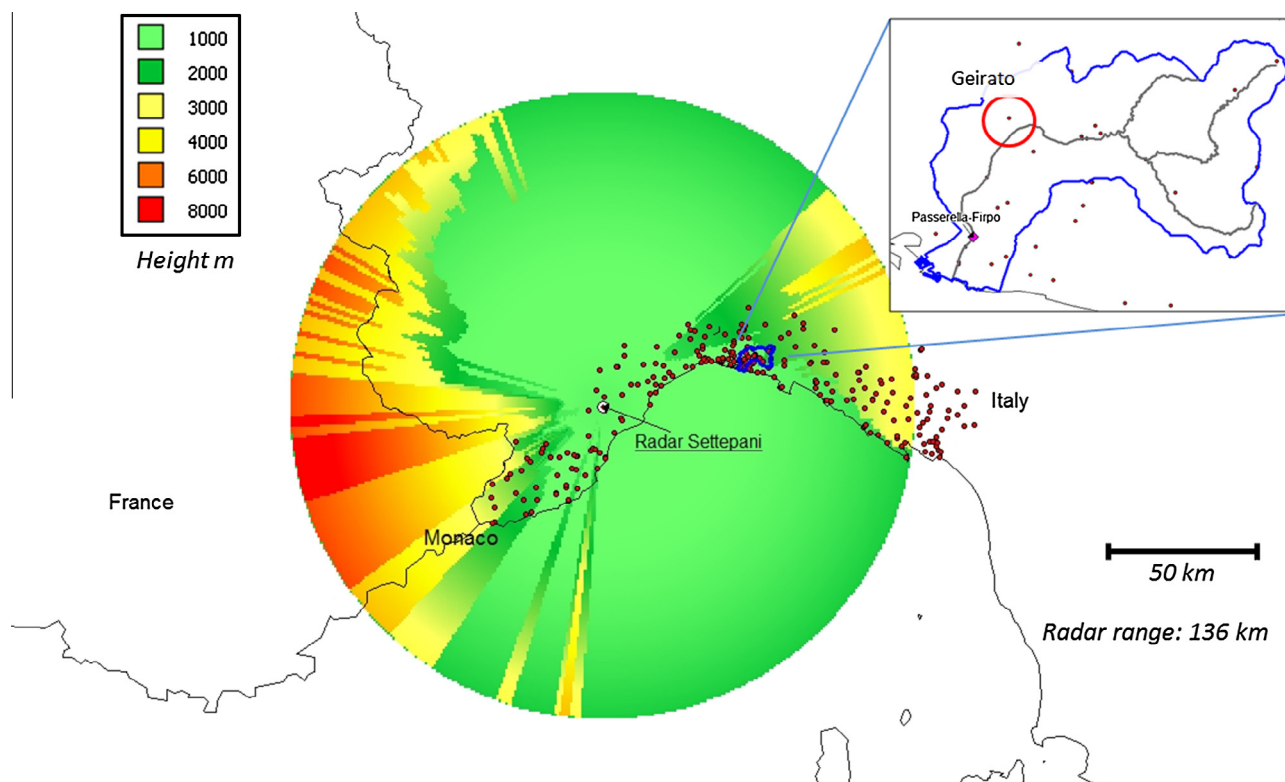 1000
2000
3000
4000
6000
8000
Height m
Geirato
Passerella-Firpo
Italy
Radar Settepani
France
Monaco
50 km
Radar range: 136 km